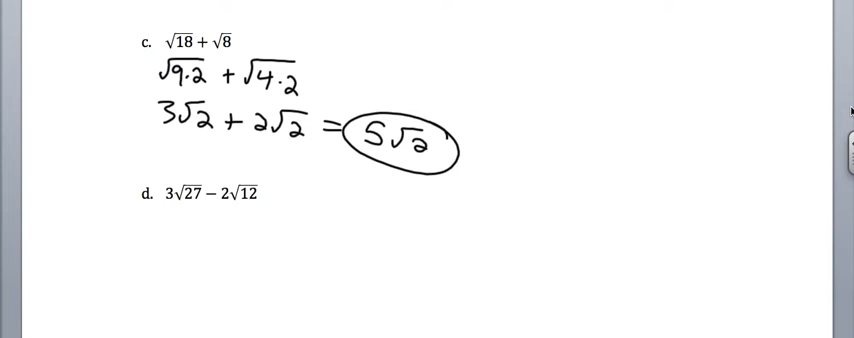 c. √18 + √8
√9·2 + √4·2
3√2 + 2√2 = 5√2
d. 3√27 − 2√12